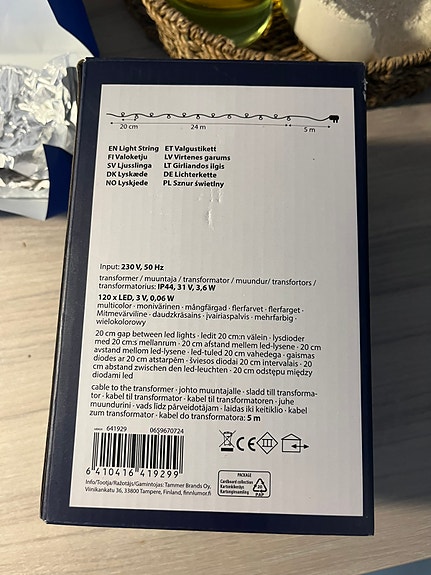 20 cm
24 m
5 m
EN Light String ET Valgustikett
FI Valoketju LV Virtenes garums
SV Ljusslinga LT Girliandos ilgis
DK Lyskæde DE Lichterkette
NO Lyskjede PL Sznur świetlny
Input: 230 V, 50 Hz
transformer / muuntaja / transformator / muundur/ transfortors /
transformatorius: IP44, 31 V, 3,6 W
120 x LED, 3 V, 0,06 W
multicolor · monivärinen · mångfärgad · flerfarvet · flerfarget ·
Mitmevärviline · daudzkrāsains · įvairiaspalvis · mehrfarbig ·
wielokolorowy
20 cm gap between led lights · ledit 20 cm:n välein · lysdioder
med 20 cm:s mellanrum · 20 cm afstand mellem led-lysene · 20 cm
avstand mellom led-lysene · led-tuled 20 cm vahedega · gaismas
diodes ar 20 cm atstarpēm · šviesos diodai 20 cm intervalais · 20
cm abstand zwischen den led-leuchten · 20 cm odstępu między
diodami led
cable to the transformer · johto muuntajalle · sladd till transforma-
tor · kabel til transformator · kabel til transformatoren · juhe
muundurini · vads līdz pārveidotājam · laidas iki keitiklio · kabel
zum transformator · kabel do transformatora: 5 m
641929 0659670724
6 410416 419299
CE
III
PACKAGE
Cardboard collection
Kartonkeräys
Kartonginsamling
20
PAP
Info/Tootja/Ražotājs/Gamintojas: Tammer Brands Oy,
Viinikankatu 36, 33800 Tampere, Finland, finnlumor.fi